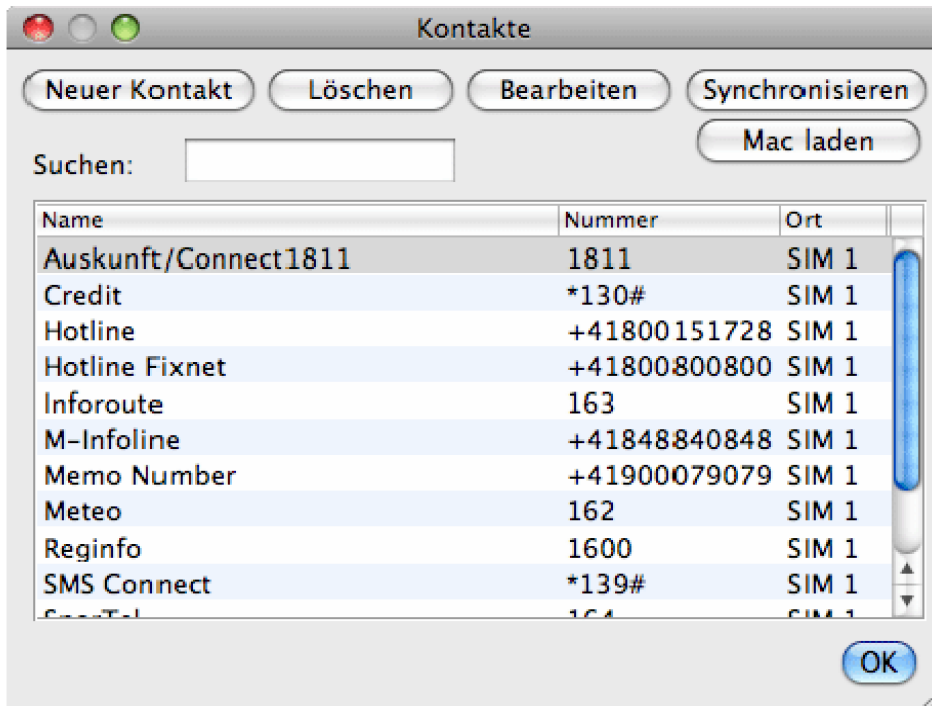 Kontakte
Neuer Kontakt Löschen Bearbeiten Synchronisieren
Mac laden
Suchen:
Name Nummer Ort
Auskunft/Connect1811 1811 SIM 1
Credit *130# SIM 1
Hotline +41800151728 SIM 1
Hotline Fixnet +41800800800 SIM 1
Inforoute 163 SIM 1
M-Infoline +41848840848 SIM 1
Memo Number +41900079079 SIM 1
Meteo 162 SIM 1
Reginfo 1600 SIM 1
SMS Connect *139# SIM 1
SIM 1
OK